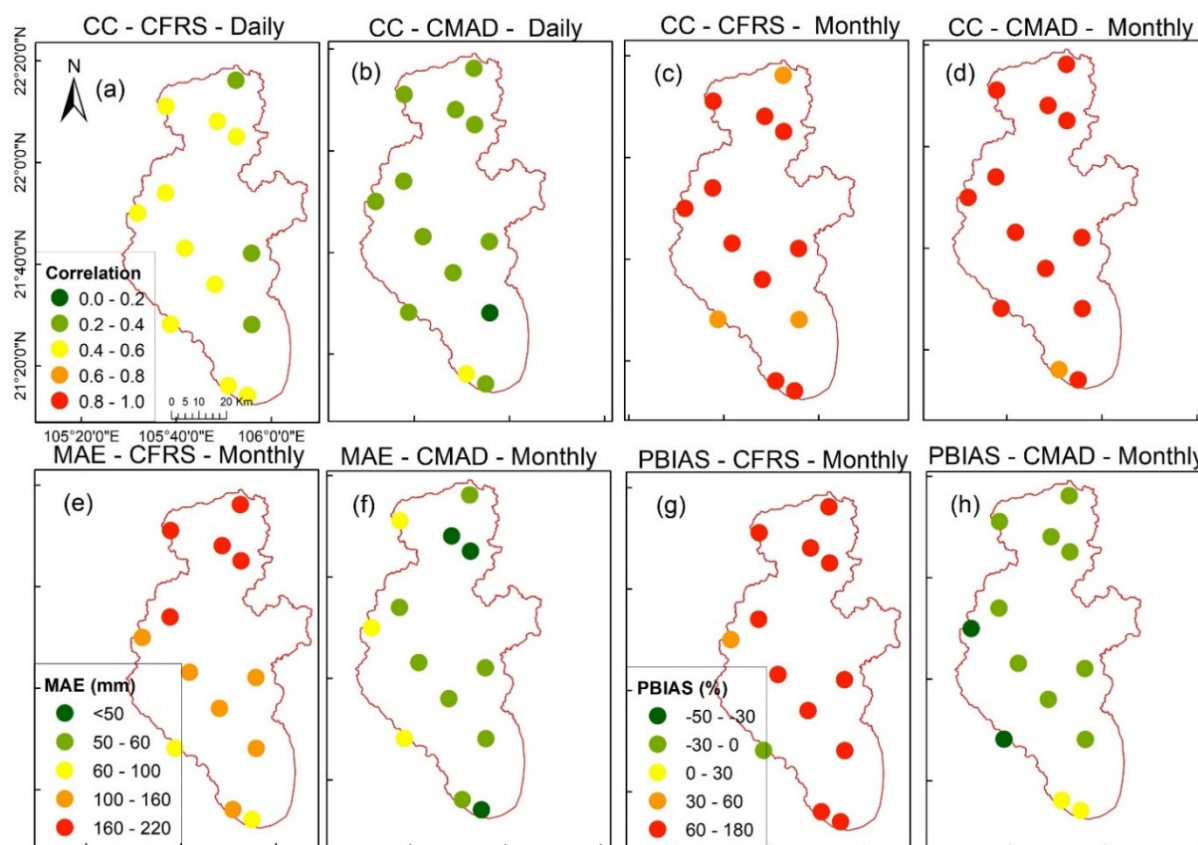 CC - CFRS - Daily
CC - CMAD - Daily
CC - CFRS - Monthly
CC - CMAD - Monthly
N
(a)
(b)
(c)
(d)
22°20'0"N
22°0'0"N
21°40'0"N
21°20'0"N
Correlation
0.0 - 0.2
0.2 - 0.4
0.4 - 0.6
0.6 - 0.8
0.8 - 1.0
0 5 10 20 Km
105°20'0"E 105°40'0"E 106°0'0"E
MAE - CFRS - Monthly
MAE - CMAD - Monthly
PBIAS - CFRS - Monthly
PBIAS - CMAD - Monthly
(e)
(f)
(g)
(h)
MAE (mm)
<50
50 - 60
60 - 100
100 - 160
160 - 220
PBIAS (%)
-50 - -30
-30 - 0
0 - 30
30 - 60
60 - 180